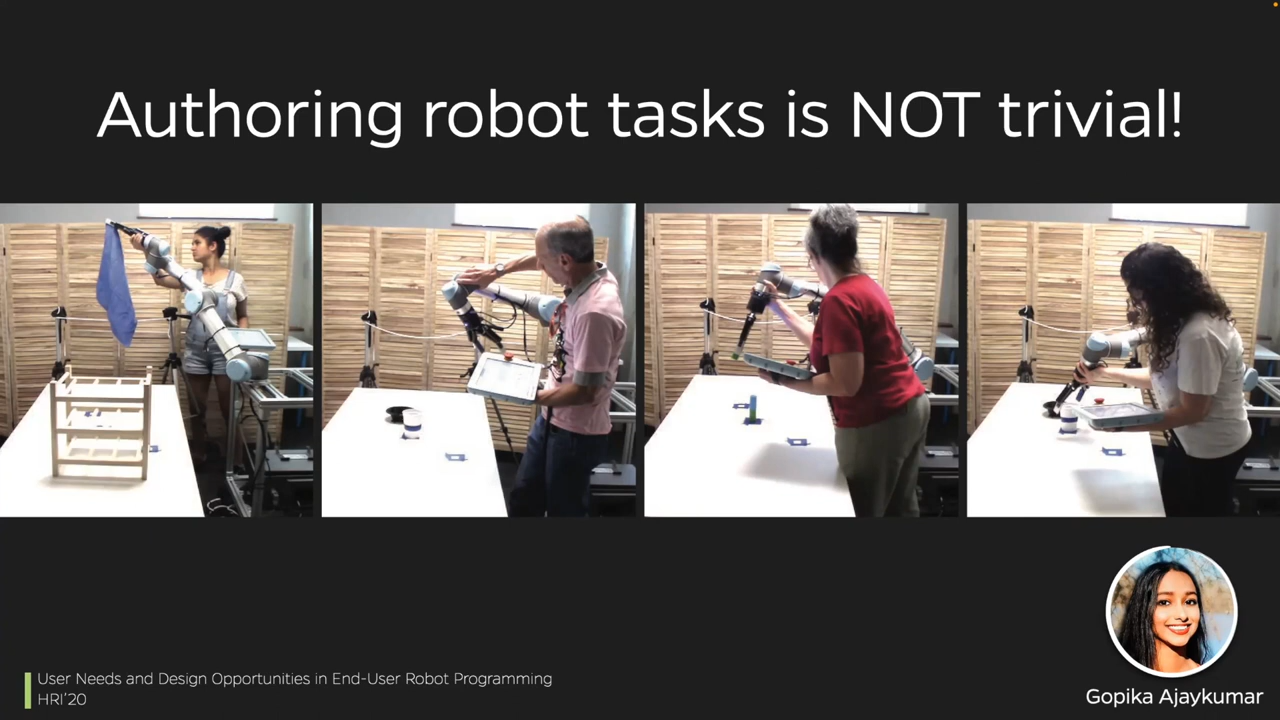 Authoring robot tasks is NOT trivial!
User Needs and Design Opportunities in End-User Robot Programming
HRI'20
Gopika Ajaykumar